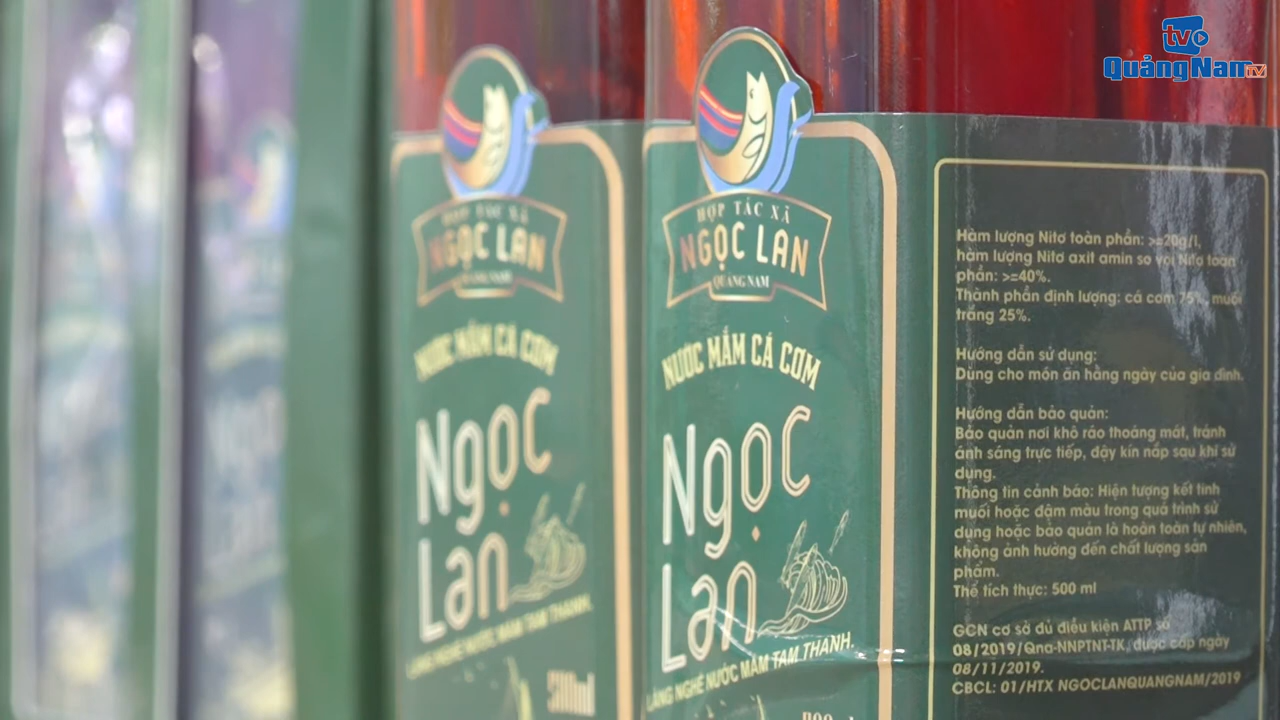 tvo
QuảngNamTV
HỢP TÁC XÃ
NGỌC LAN
QUẢNG NAM
NƯỚC MẮM CÁ CƠM
Ngọc
Lan
LÀNG NGHỀ NƯỚC MẮM TAM THANH.
500ml
HỢP TÁC XÃ
NGỌC LAN
QUẢNG NAM
NƯỚC MẮM CÁ CƠM
Ngọc
Lan
LÀNG NGHỀ NƯỚC MẮM TAM THANH.
Hàm lượng Nitơ toàn phần: >=20g/l,
hàm lượng Nitơ axit amin so với Nitơ toàn
phần: >=40%.
Thành phần định lượng: cá cơm 75%, muối
trắng 25%.
Hướng dẫn sử dụng:
Dùng cho món ăn hằng ngày của gia đình.
Hướng dẫn bảo quản:
Bảo quản nơi khô ráo thoáng mát, tránh
ánh sáng trực tiếp, đậy kín nắp sau khi sử
dụng.
Thông tin cảnh báo: Hiện tượng kết tinh
muối hoặc đậm màu trong quá trình sử
dụng hoặc bảo quản là hoàn toàn tự nhiên,
không ảnh hưởng đến chất lượng sản
phẩm.
Thể tích thực: 500 ml
GCN cơ sở đủ điều kiện ATTP số
08/2019/Qna-NNPTNT-TK, được cấp ngày
08/11/2019.
CBCL: 01/HTX NGOCLANQUANGNAM/2019